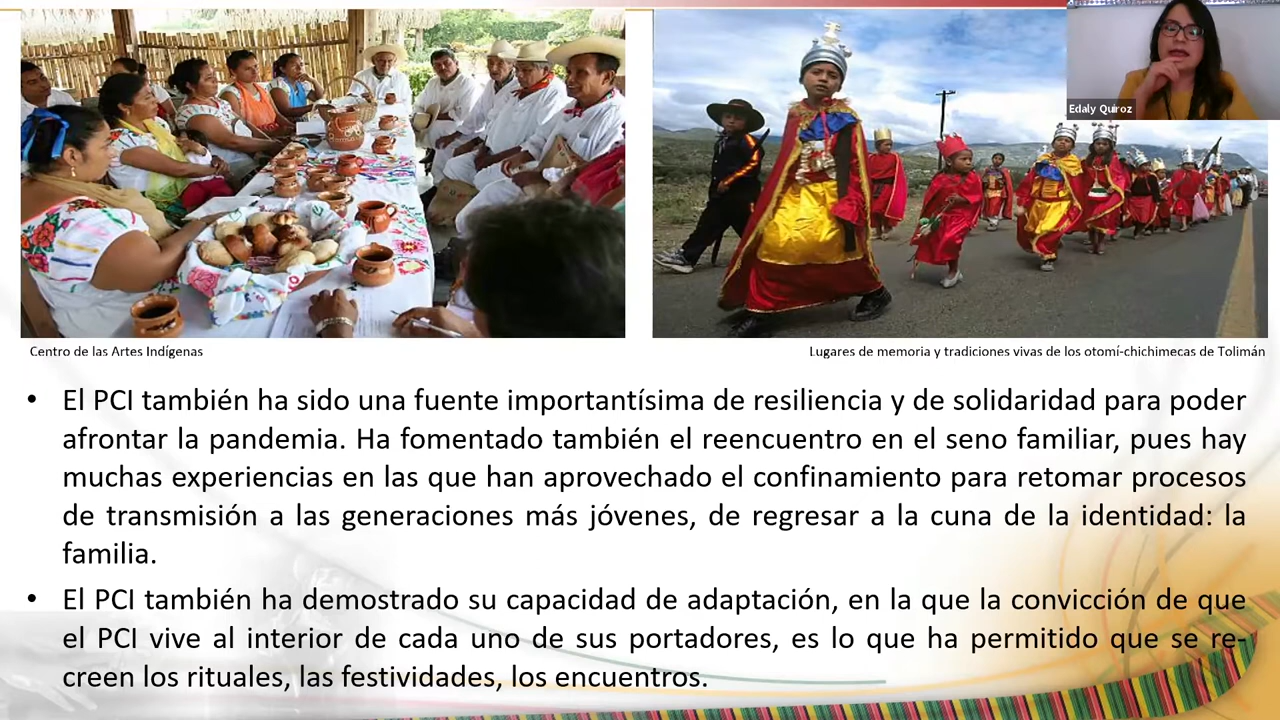 Edaly Quiroz
Centro de las Artes Indígenas
Lugares de memoria y tradiciones vivas de los otomí-chichimecas de Tolimán
• El PCI también ha sido una fuente importantísima de resiliencia y de solidaridad para poder
afrontar la pandemia. Ha fomentado también el reencuentro en el seno familiar, pues hay
muchas experiencias en las que han aprovechado el confinamiento para retomar procesos
de transmisión a las generaciones más jóvenes, de regresar a la cuna de la identidad: la
familia.
• El PCI también ha demostrado su capacidad de adaptación, en la que la convicción de que
el PCI vive al interior de cada uno de sus portadores, es lo que ha permitido que se re-
creen los rituales, las festividades, los encuentros.